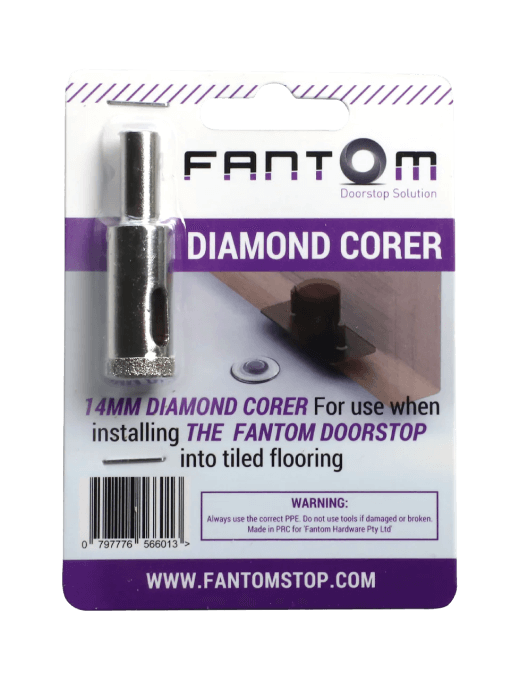 FANTOM
Doorstop Solution
DIAMOND CORER
14MM DIAMOND CORER For use when
installing THE FANTOM DOORSTOP
into tiled flooring
WARNING:
Always use the correct PPE. Do not use tools if damaged or broken.
Made in PRC for 'Fantom Hardware Pty Ltd'
0 797776 566013 >
WWW.FANTOMSTOP.COM